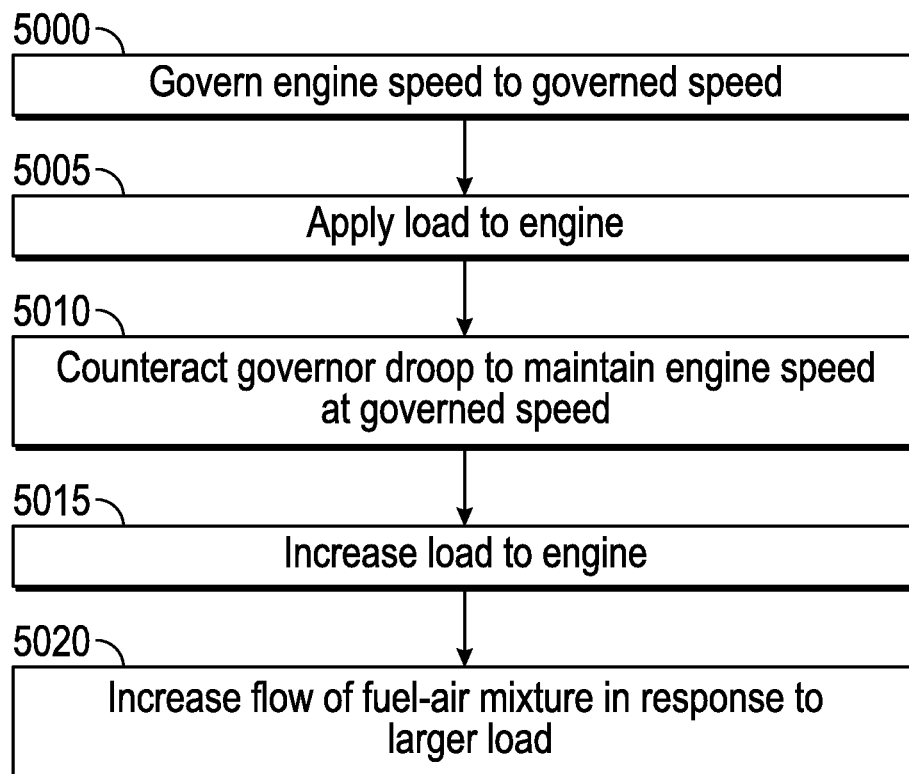 5000
Govern engine speed to governed speed
5005
Apply load to engine
5010
Counteract governor droop to maintain engine speed
at governed speed
5015
Increase load to engine
5020
Increase flow of fuel-air mixture in response to
larger load